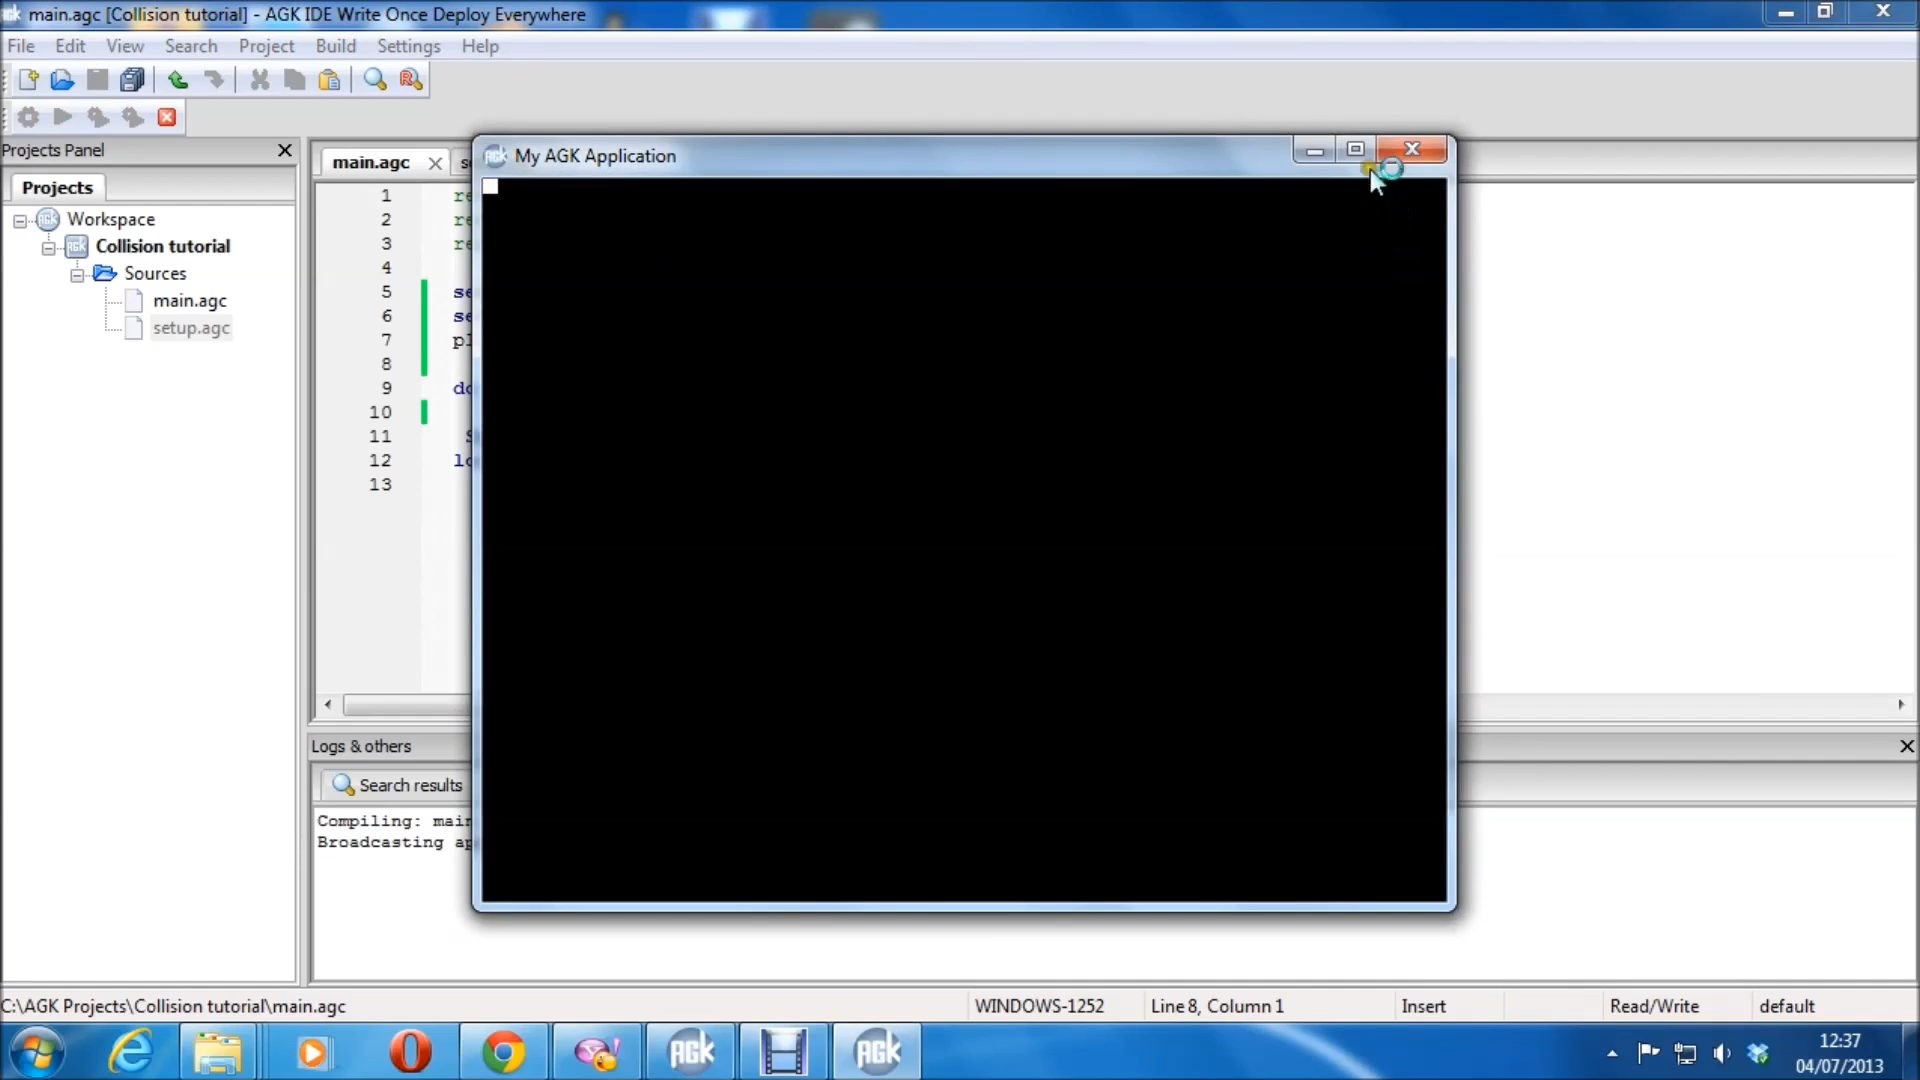 main.agc [Collision tutorial] - AGK IDE Write Once Deploy Everywhere
File Edit View Search Project Build Settings Help
Projects Panel
Projects
Workspace
Collision tutorial
Sources
main.agc
setup.agc
main.agc
My AGK Application
1
2
3
4
5
6
7
8
9
10
11
12
13
Logs & others
Search results
Compiling:
Broadcasting
C:\AGK Projects\Collision tutorial\main.agc
WINDOWS-1252
Line 8, Column 1
Insert
Read/Write
default
AGK
AGK
12:37
04/07/2013